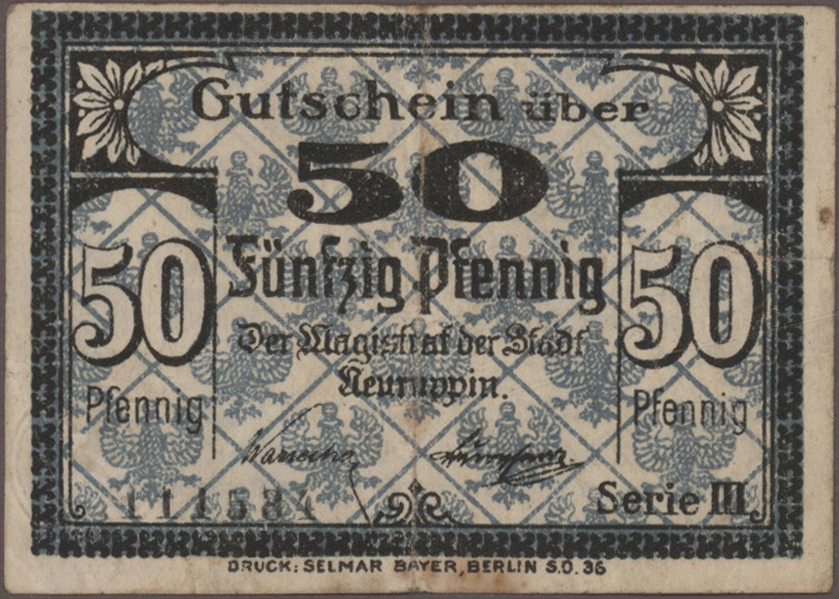 Gutschein über
50
Fünfzig Pfennig
50
Pfennig
50
Pfennig
Der Magistrat der Stadt
Neuruppin.
111534
Serie III.
DRUCK: SELMAR BAYER, BERLIN S.O. 36